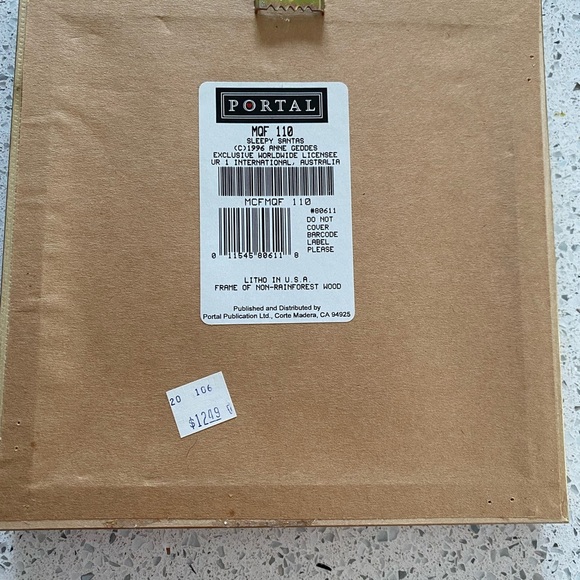 PORTAL
MQF 110
SLEEPY SANTAS
(C)1996 ANNE GEDDES
EXCLUSIVE WORLDWIDE LICENSEE
UR 1 INTERNATIONAL, AUSTRALIA
MCFMQF 110
#80611
DO NOT
COVER
BARCODE
LABEL
PLEASE
0 11545 80611 8
LITHO IN U.S.A
FRAME OF NON-RAINFOREST WOOD
Published and Distributed by
Portal Publication Ltd., Corte Madera, CA 94925
20 106
$12.49